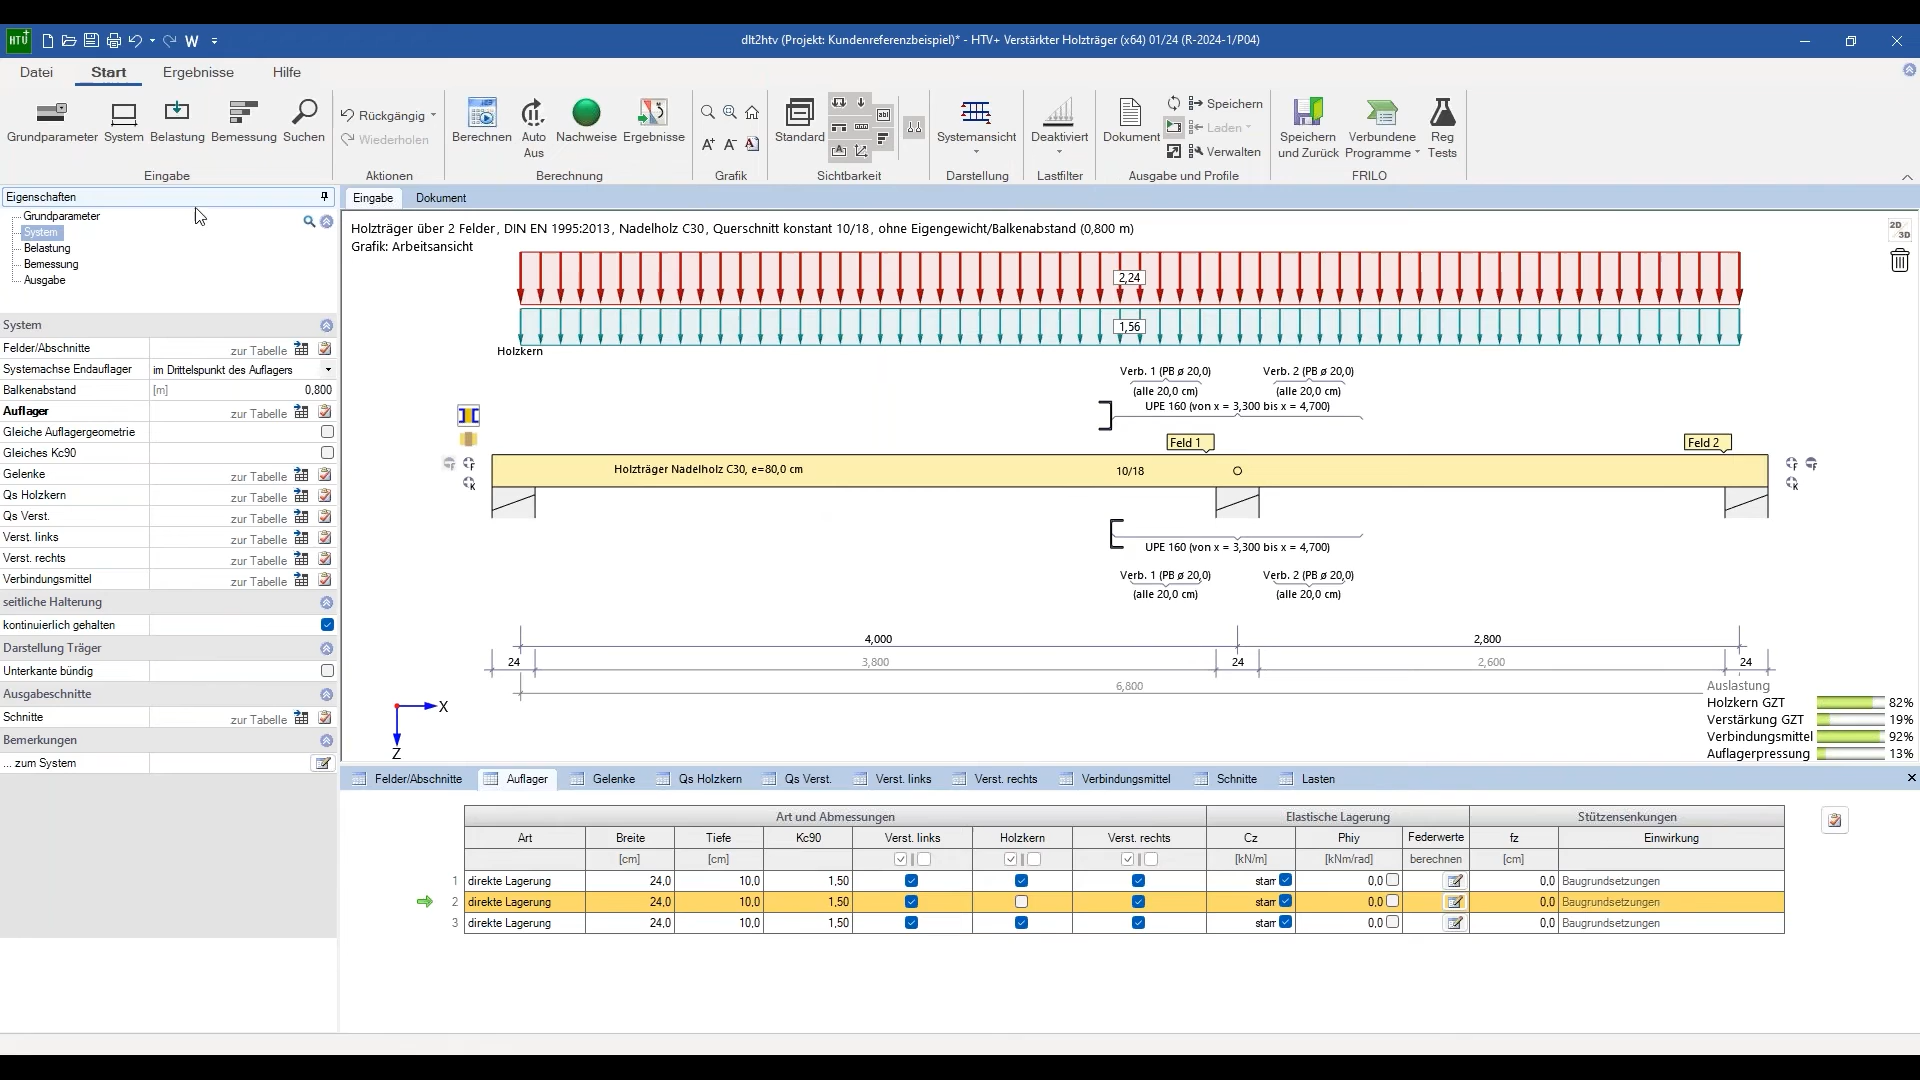 HTV+ dlt2htv (Projekt: Kundenreferenzbeispiel)* - HTV+ Verstärkter Holzträger (x64) 01/24 (R-2024-1/P04)
Datei Start Ergebnisse Hilfe
Grundparameter System Belastung Bemessung Suchen
Eingabe
Rückgängig
Wiederholen
Aktionen
Berechnen Auto Aus Nachweise Ergebnisse
Berechnung
Grafik
Standard
Sichtbarkeit
Systemansicht
Darstellung
Deaktiviert
Lastfilter
Dokument Speichern
Laden
Verwalten
Ausgabe und Profile
Speichern und Zurück Verbundene Programme Reg Tests
FRILO
Eigenschaften
Grundparameter
System
Belastung
Bemessung
Ausgabe
System
Felder/Abschnitte zur Tabelle
Systemachse Endauflager im Drittelspunkt des Auflagers
Balkenabstand [m] 0,800
Auflager zur Tabelle
Gleiche Auflagergeometrie
Gleiches Kc90
Gelenke zur Tabelle
Qs Holzkern zur Tabelle
Qs Verst. zur Tabelle
Verst. links zur Tabelle
Verst. rechts zur Tabelle
Verbindungsmittel zur Tabelle
seitliche Halterung
kontinuierlich gehalten
Darstellung Träger
Unterkante bündig
Ausgabeschnitte
Schnitte zur Tabelle
Bemerkungen
... zum System
Eingabe Dokument
Holzträger über 2 Felder, DIN EN 1995:2013, Nadelholz C30, Querschnitt konstant 10/18, ohne Eigengewicht/Balkenabstand (0,800 m)
Grafik: Arbeitsansicht
2D/3D
2,24
1,56
Holzkern
Verb. 1 (PB ø 20,0) Verb. 2 (PB ø 20,0)
(alle 20,0 cm) (alle 20,0 cm)
UPE 160 (von x = 3,300 bis x = 4,700)
Feld 1 Feld 2
Holzträger Nadelholz C30, e=80,0 cm 10/18
UPE 160 (von x = 3,300 bis x = 4,700)
Verb. 1 (PB ø 20,0) Verb. 2 (PB ø 20,0)
(alle 20,0 cm) (alle 20,0 cm)
4,000 2,800
24 3,800 24 2,600 24
6,800
X
Z
Auslastung
Holzkern GZT 82%
Verstärkung GZT 19%
Verbindungsmittel 92%
Auflagerpressung 13%
Felder/Abschnitte Auflager Gelenke Qs Holzkern Qs Verst. Verst. links Verst. rechts Verbindungsmittel Schnitte Lasten
Art und Abmessungen Elastische Lagerung Stützensenkungen
Art Breite Tiefe Kc90 Verst. links Holzkern Verst. rechts Cz Phiy Federwerte fz Einwirkung
[cm] [cm] [kN/m] [kNm/rad] berechnen [cm]
1 direkte Lagerung 24,0 10,0 1,50 starr 0,0 0,0 Baugrundsetzungen
2 direkte Lagerung 24,0 10,0 1,50 starr 0,0 0,0 Baugrundsetzungen
3 direkte Lagerung 24,0 10,0 1,50 starr 0,0 0,0 Baugrundsetzungen